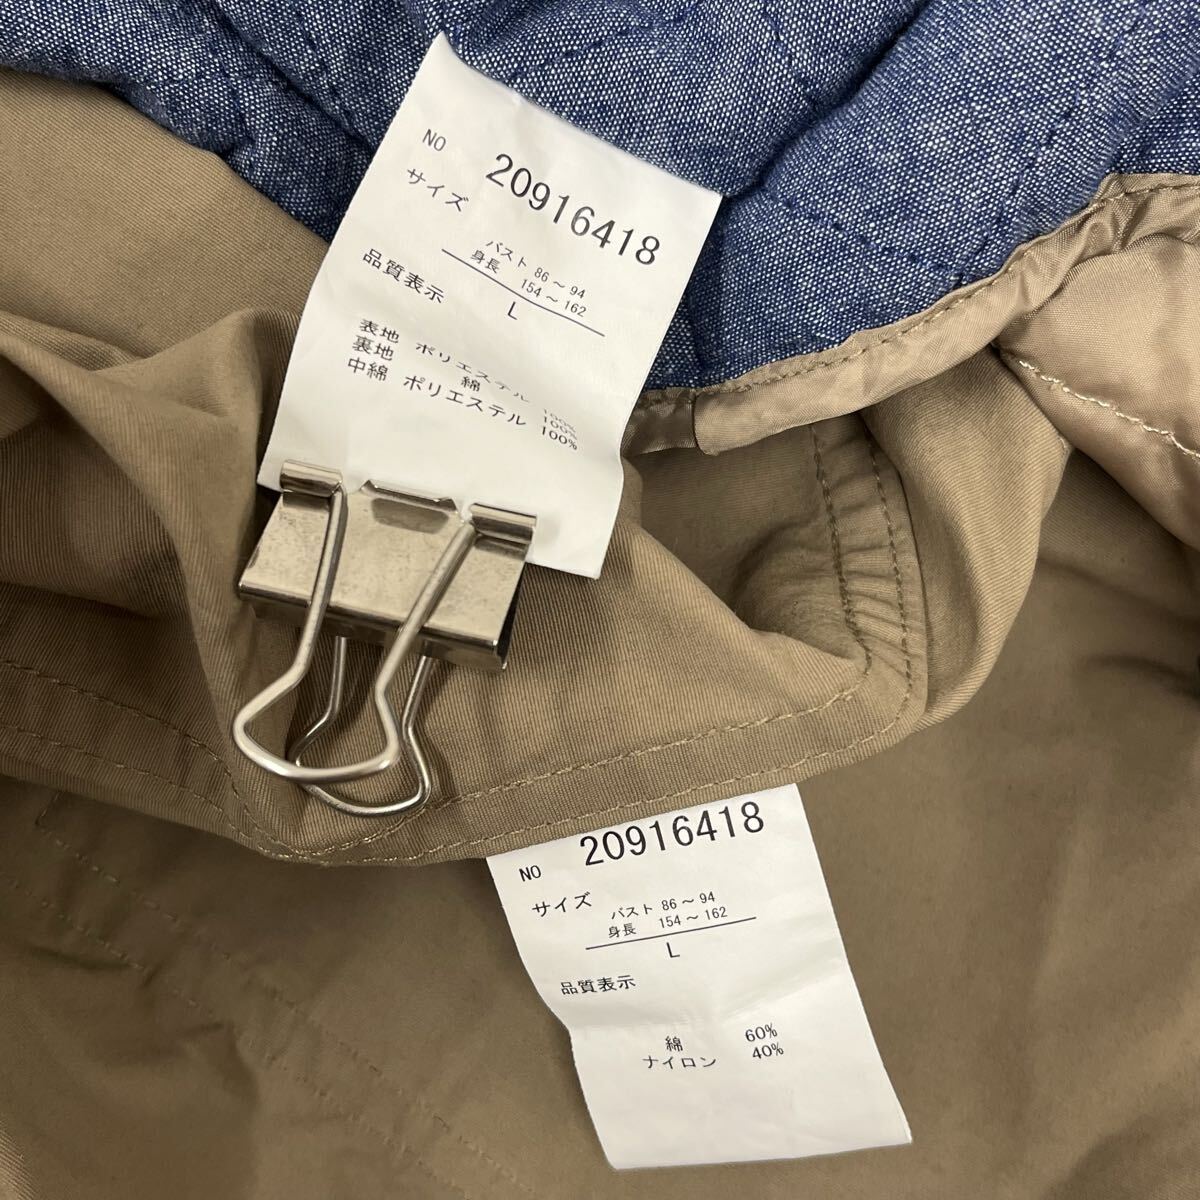 NO 20916418
サイズ
バスト 86～94
身長 154～162
L
品質表示
表地 ポリエステル 100%
裏地 綿 100%
中綿 ポリエステル 100%
NO 20916418
サイズ
バスト 86～94
身長 154～162
L
品質表示
綿 60%
ナイロン 40%